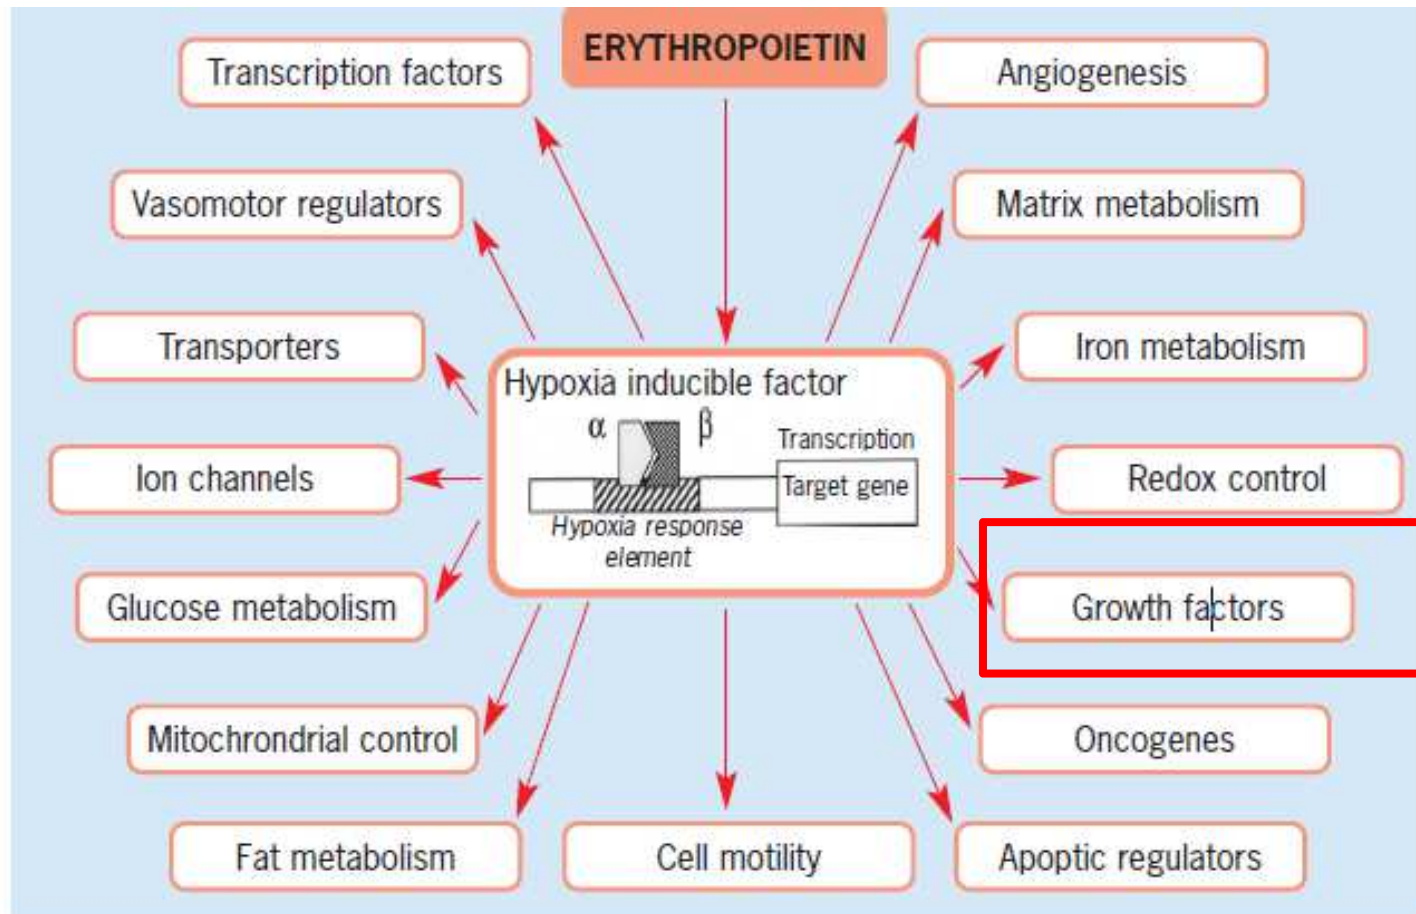 ERYTHROPOIETIN
Transcription factors
Angiogenesis
Vasomotor regulators
Matrix metabolism
Transporters
Iron metabolism
Hypoxia inducible factor
α β
Transcription
Target gene
Hypoxia response
element
Ion channels
Redox control
Glucose metabolism
Growth factors
Mitochrondrial control
Oncogenes
Fat metabolism
Cell motility
Apoptic regulators